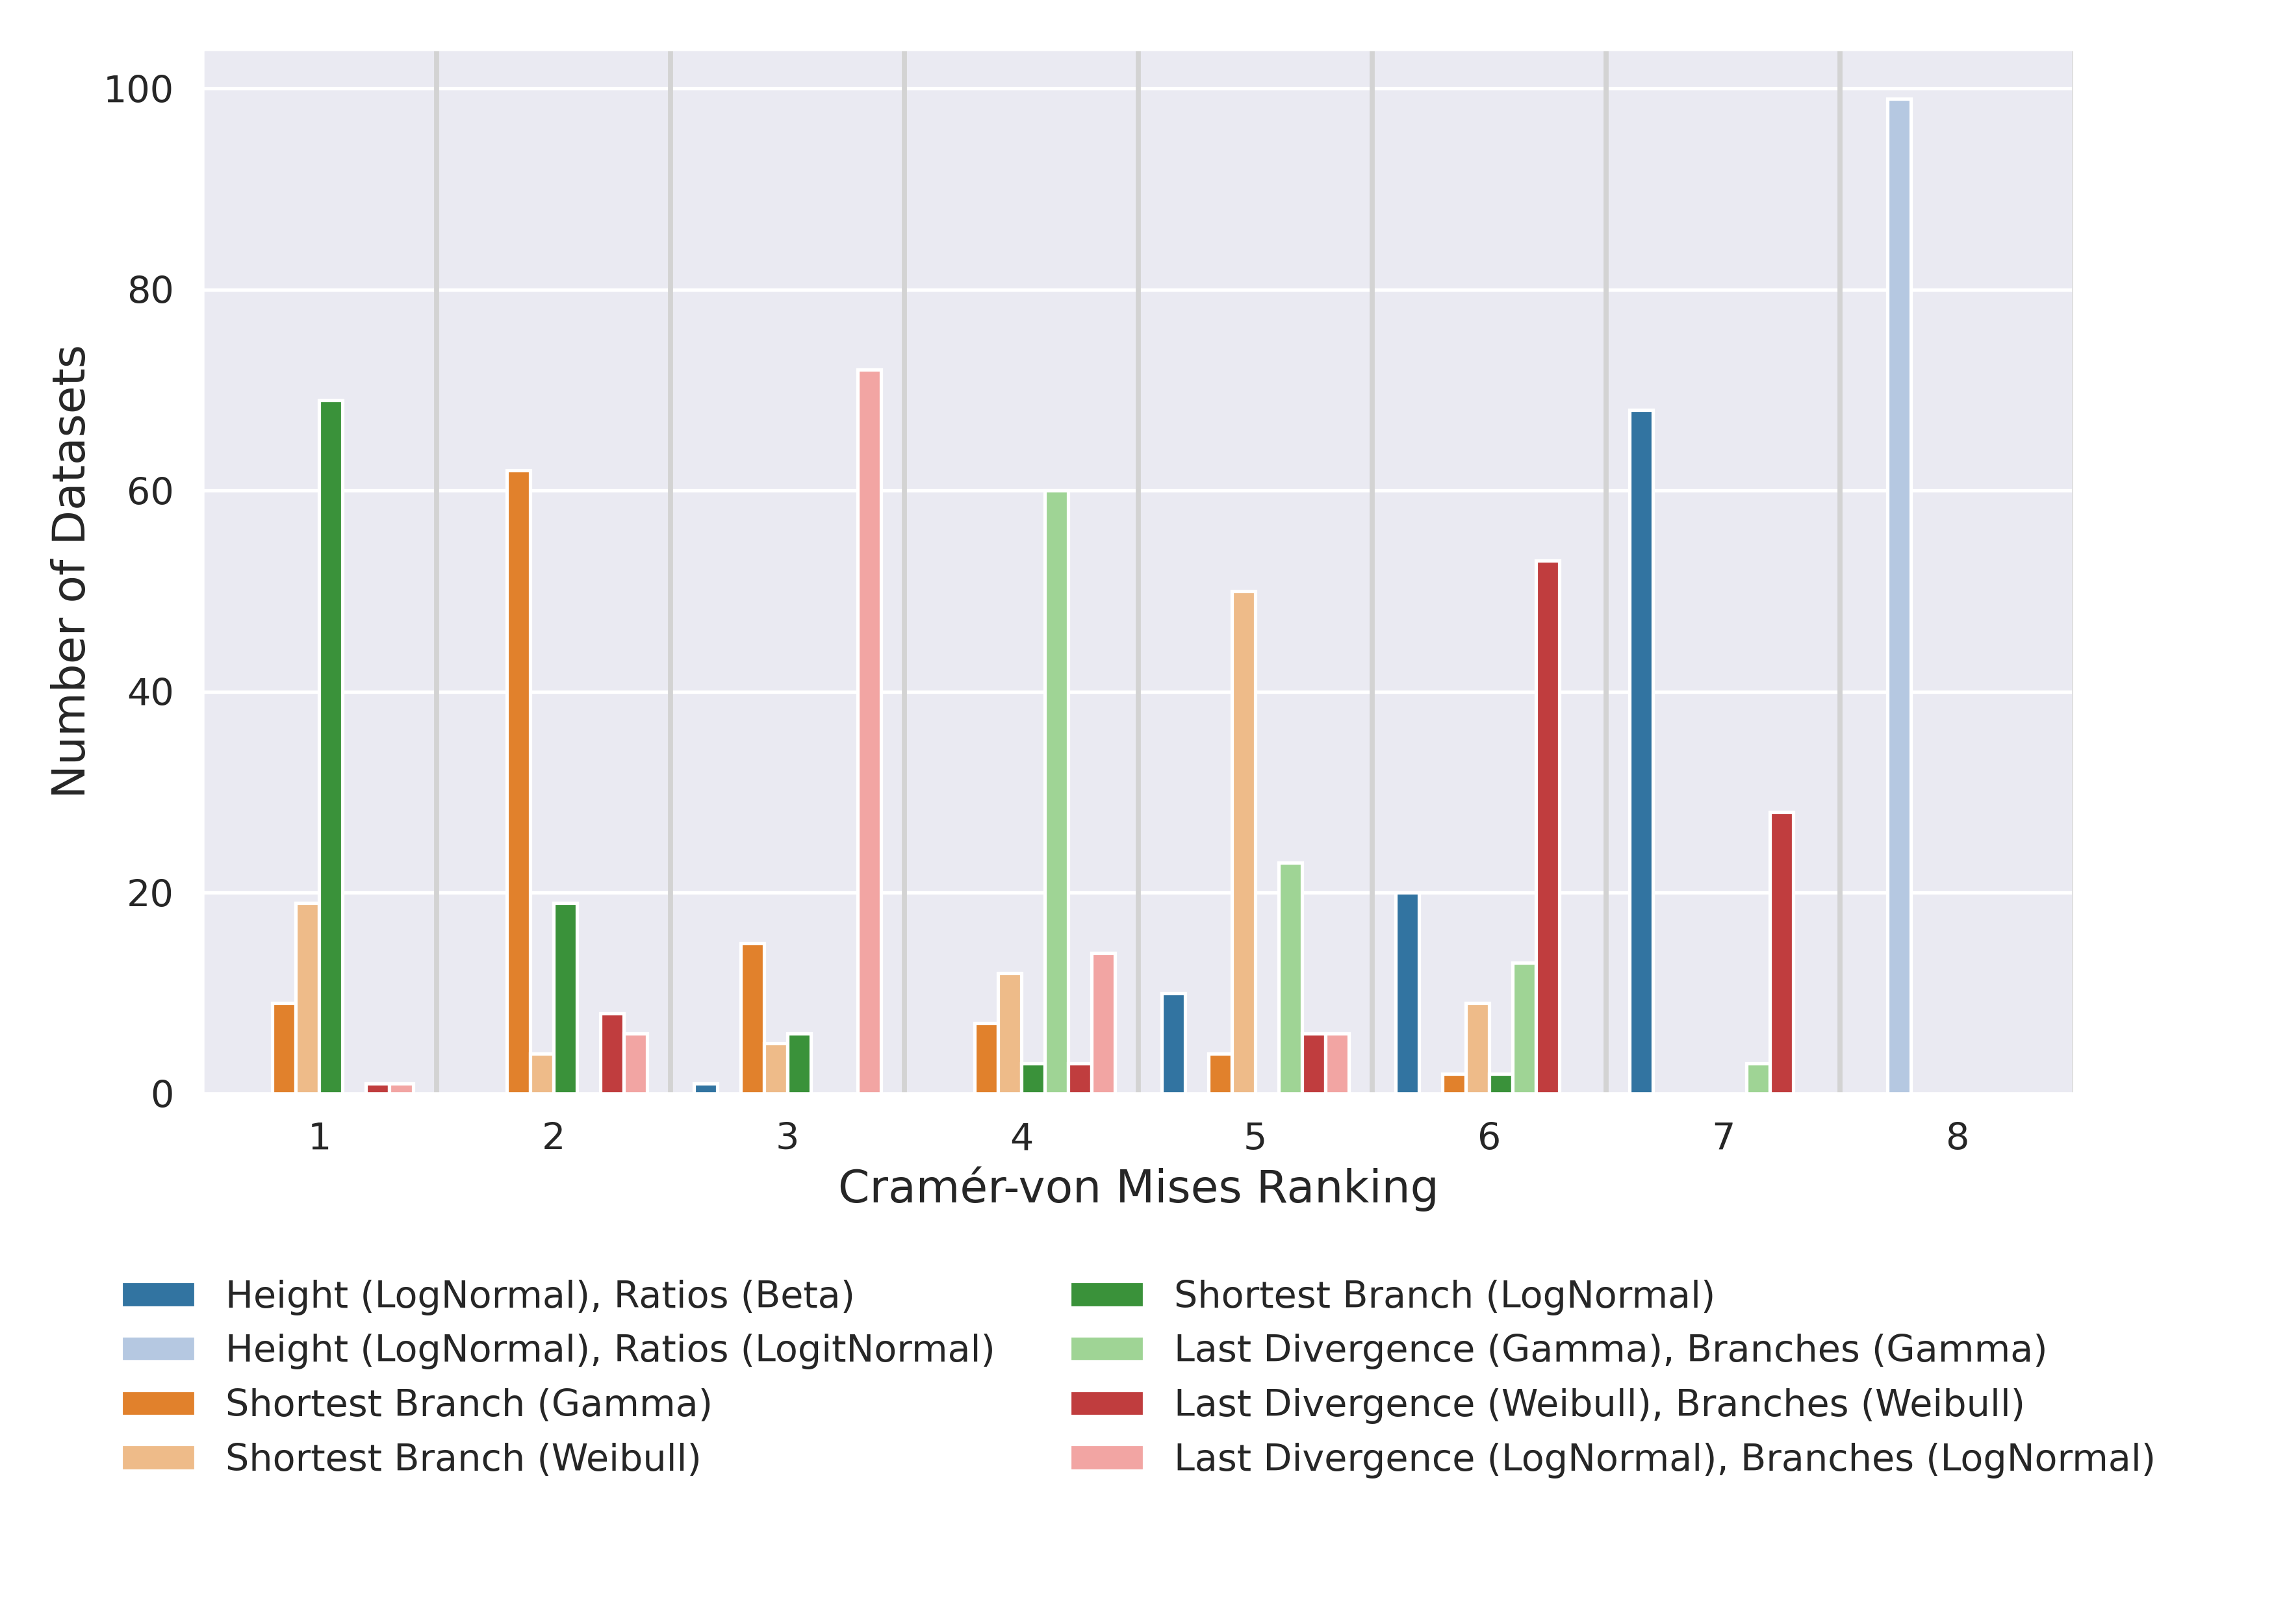 100
80
60
40
20
0
Number of Datasets
1 2 3 4 5 6 7 8
Cramér-von Mises Ranking
Height (LogNormal), Ratios (Beta)
Height (LogNormal), Ratios (LogitNormal)
Shortest Branch (Gamma)
Shortest Branch (Weibull)
Shortest Branch (LogNormal)
Last Divergence (Gamma), Branches (Gamma)
Last Divergence (Weibull), Branches (Weibull)
Last Divergence (LogNormal), Branches (LogNormal)